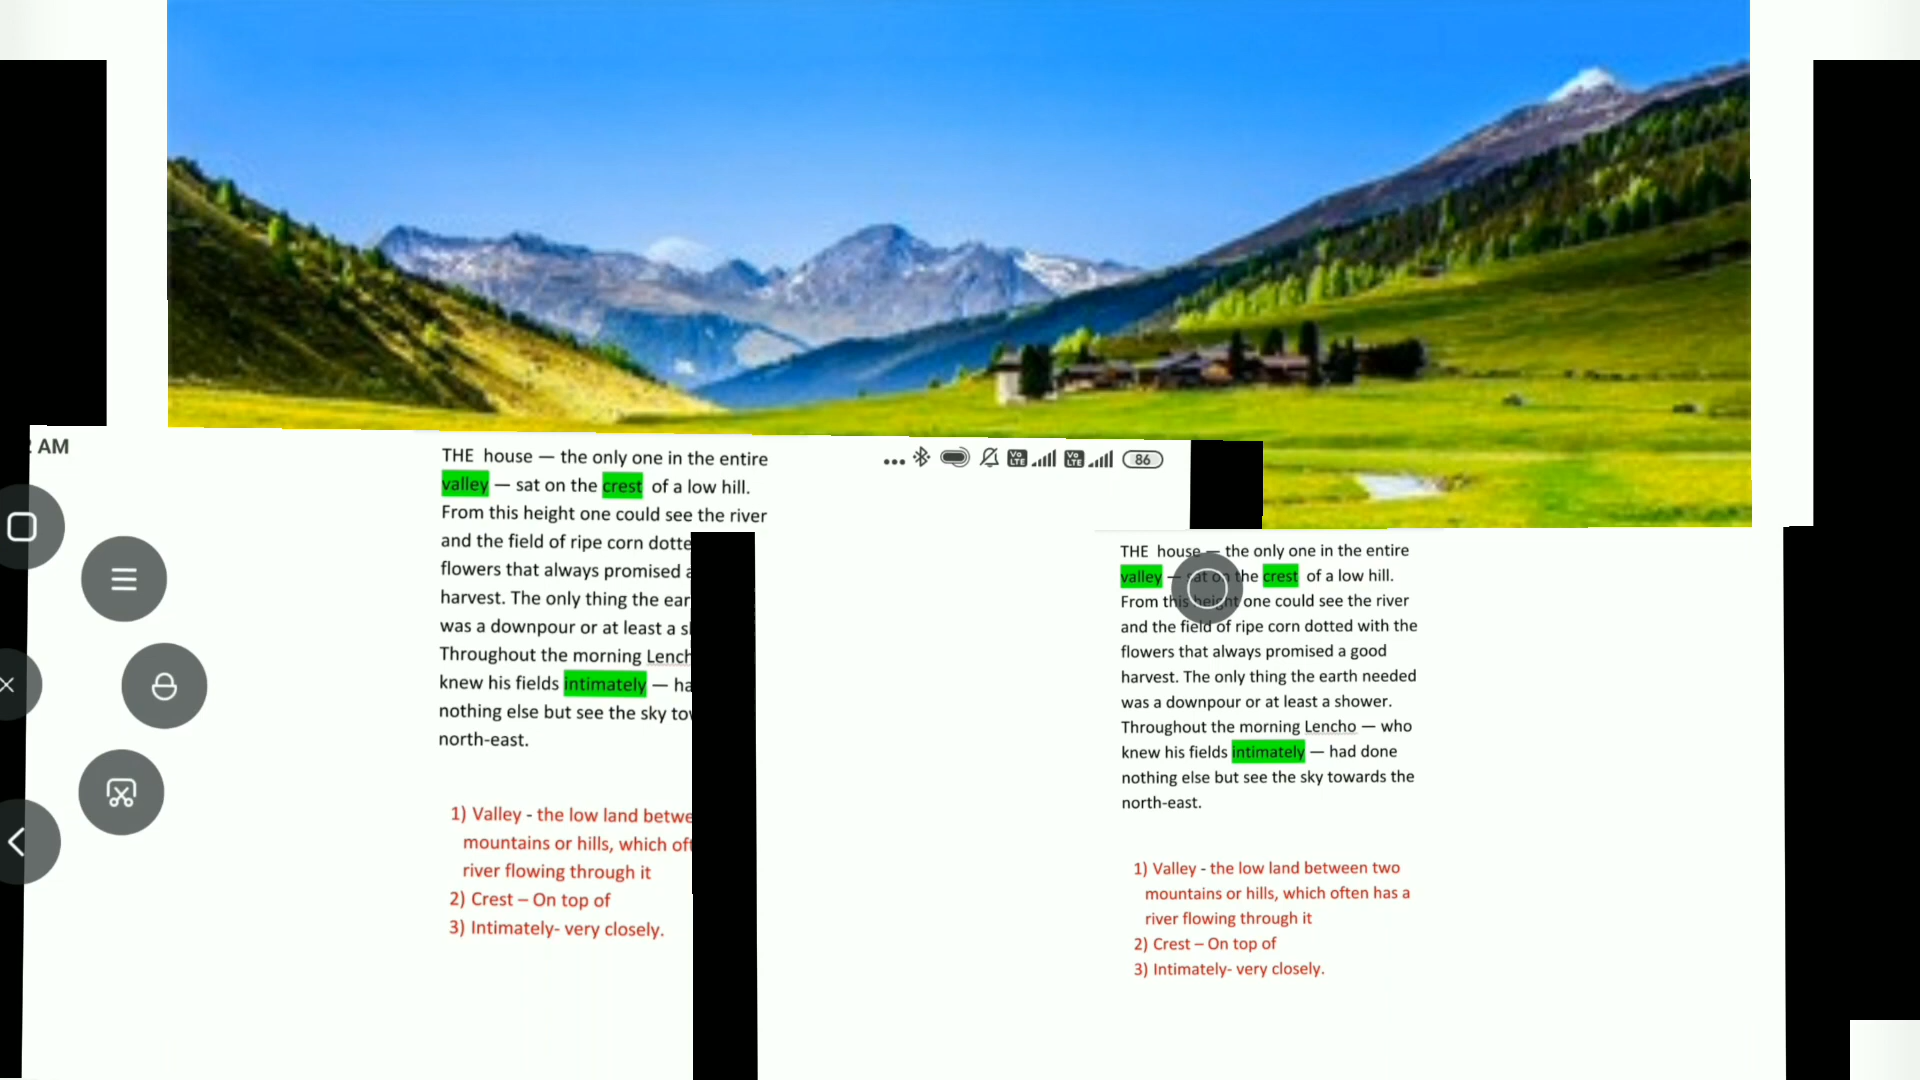 : AM
86
THE house — the only one in the entire
valley — sat on the crest of a low hill.
From this height one could see the river
and the field of ripe corn dotte
flowers that always promised a
harvest. The only thing the ear
was a downpour or at least a s
Throughout the morning Lench
knew his fields intimately — ha
nothing else but see the sky tow
north-east.
1) Valley - the low land betwe
mountains or hills, which oft
river flowing through it
2) Crest – On top of
3) Intimately- very closely.
THE house — the only one in the entire
valley — sat on the crest of a low hill.
From this height one could see the river
and the field of ripe corn dotted with the
flowers that always promised a good
harvest. The only thing the earth needed
was a downpour or at least a shower.
Throughout the morning Lencho — who
knew his fields intimately — had done
nothing else but see the sky towards the
north-east.
1) Valley - the low land between two
mountains or hills, which often has a
river flowing through it
2) Crest – On top of
3) Intimately- very closely.